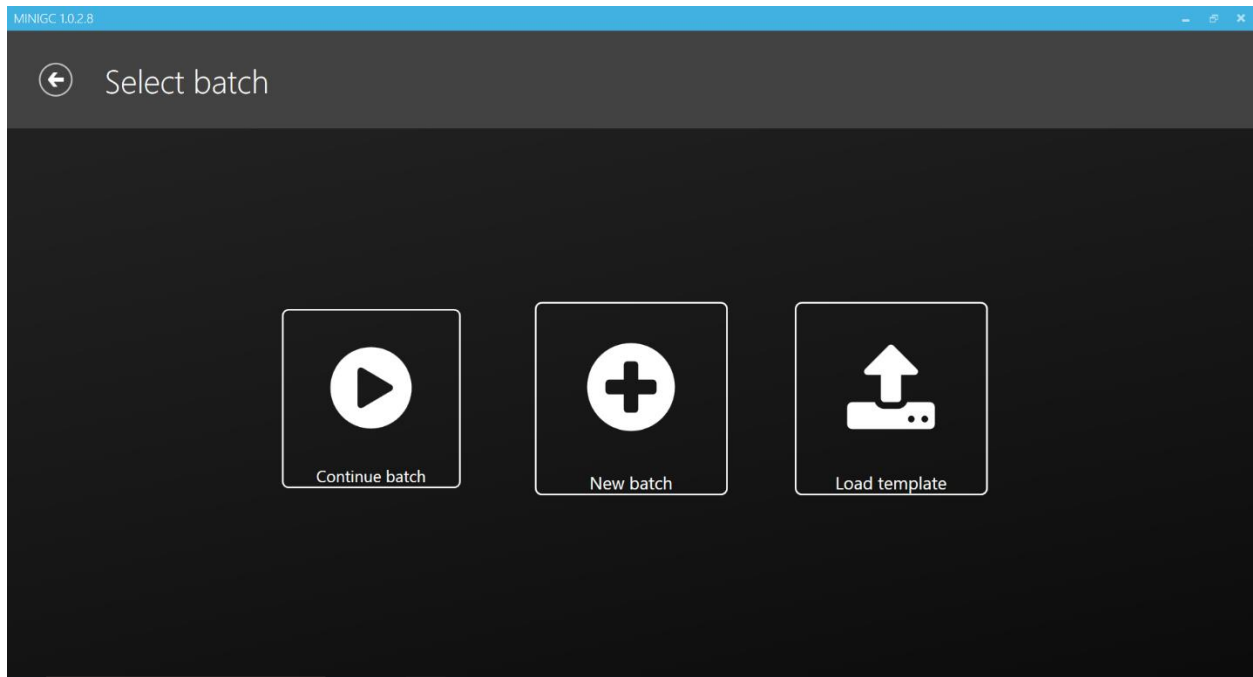 MINIGC 1.0.2.8
Select batch
Continue batch
New batch
Load template